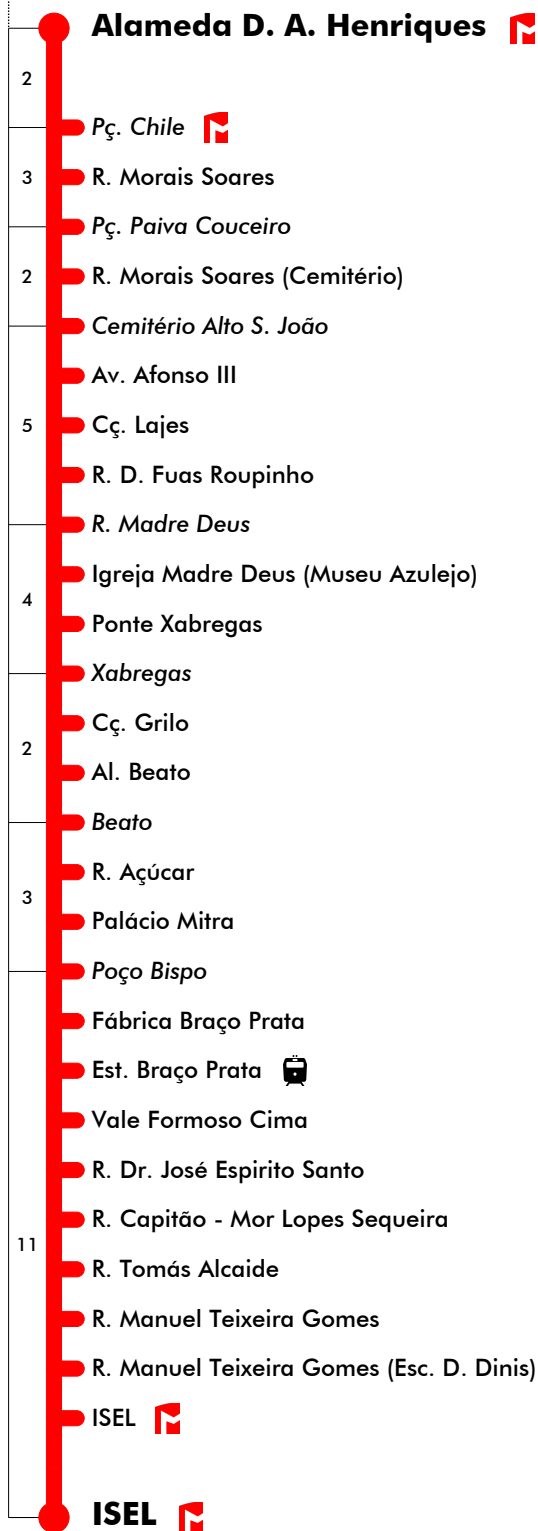 Alameda D. A. Henriques
2
Pç. Chile
3
R. Morais Soares
Pç. Paiva Couceiro
2
R. Morais Soares (Cemitério)
Cemitério Alto S. João
Av. Afonso III
5
Cç. Lajes
R. D. Fuas Roupinho
R. Madre Deus
Igreja Madre Deus (Museu Azulejo)
4
Ponte Xabregas
Xabregas
Cç. Grilo
2
Al. Beato
Beato
R. Açúcar
3
Palácio Mitra
Poço Bispo
Fábrica Braço Prata
Est. Braço Prata
Vale Formoso Cima
R. Dr. José Espirito Santo
R. Capitão - Mor Lopes Sequeira
11
R. Tomás Alcaide
R. Manuel Teixeira Gomes
R. Manuel Teixeira Gomes (Esc. D. Dinis)
ISEL
ISEL